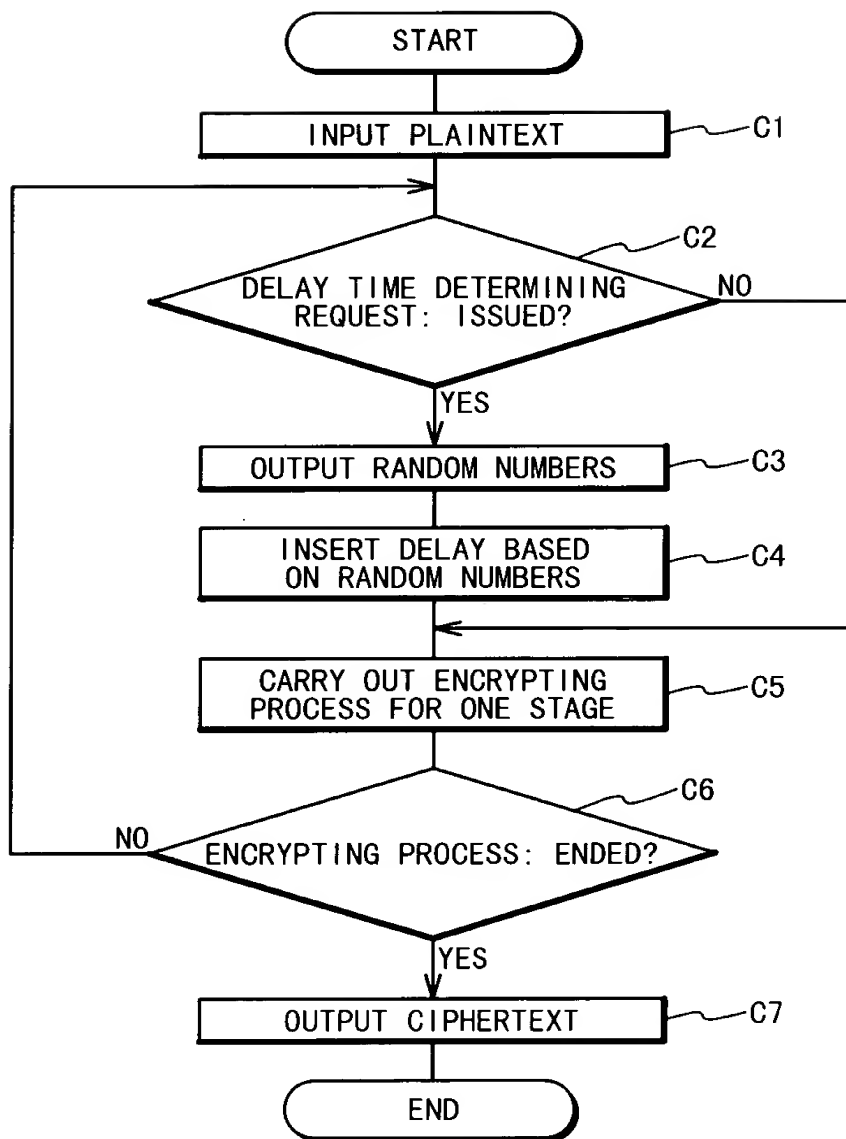 START
INPUT PLAINTEXT
C1
C2
DELAY TIME DETERMINING
REQUEST: ISSUED?
NO
YES
OUTPUT RANDOM NUMBERS
C3
INSERT DELAY BASED
ON RANDOM NUMBERS
C4
CARRY OUT ENCRYPTING
PROCESS FOR ONE STAGE
C5
C6
NO
ENCRYPTING PROCESS: ENDED?
YES
OUTPUT CIPHERTEXT
C7
END